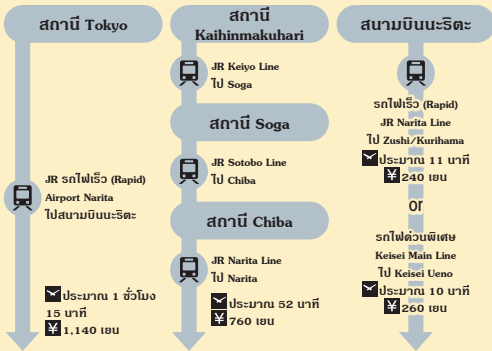 สถานี Tokyo
JR รถไฟเร็ว (Rapid)
Airport Narita
ไปสนามบินนะริตะ
ประมาณ 1 ชั่วโมง
15 นาที
¥ 1,140 เยน
สถานี
Kaihinmakuhari
JR Keiyo Line
ไป Soga
สถานี Soga
JR Sotobo Line
ไป Chiba
สถานี Chiba
JR Narita Line
ไป Narita
ประมาณ 52 นาที
¥ 760 เยน
สนามบินนะริตะ
รถไฟเร็ว (Rapid)
JR Narita Line
ไป Zushi/Kurihama
ประมาณ 11 นาที
¥ 240 เยน
or
รถไฟด่วนพิเศษ
Keisei Main Line
ไป Keisei Ueno
ประมาณ 10 นาที
¥ 260 เยน